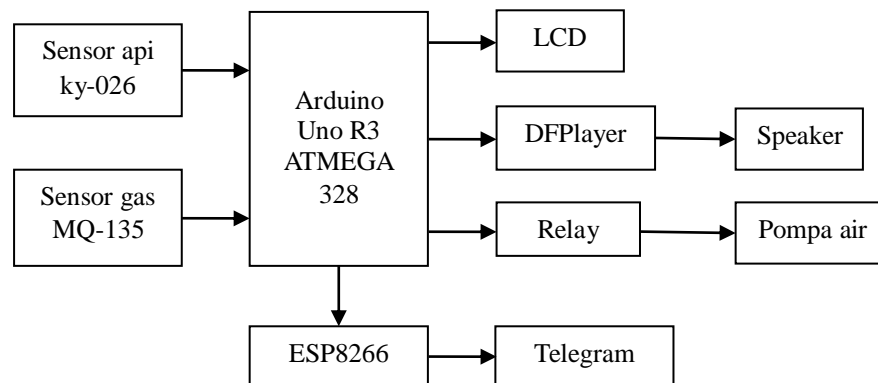 Sensor api
ky-026
Sensor gas
MQ-135
Arduino
Uno R3
ATMEGA
328
LCD
DFPlayer
Speaker
Relay
Pompa air
ESP8266
Telegram